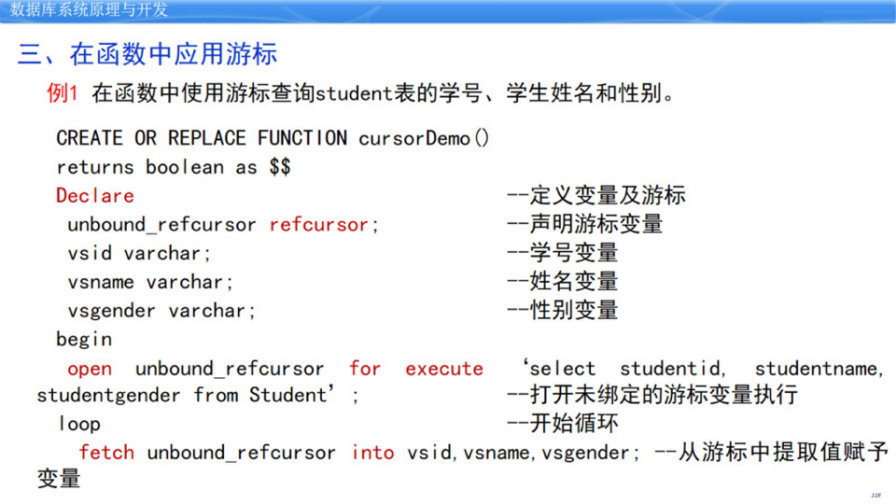 数据库系统原理与开发
三、在函数中应用游标
例1 在函数中使用游标查询student表的学号、学生姓名和性别。
CREATE OR REPLACE FUNCTION cursorDemo()
returns boolean as $$
Declare --定义变量及游标
unbound_refcursor refcursor; --声明游标变量
vsid varchar; --学号变量
vsname varchar; --姓名变量
vsgender varchar; --性别变量
begin
open unbound_refcursor for execute ‘select studentid, studentname,
studentgender from Student’; --打开未绑定的游标变量执行
loop --开始循环
fetch unbound_refcursor into vsid,vsname,vsgender; --从游标中提取值赋予
变量